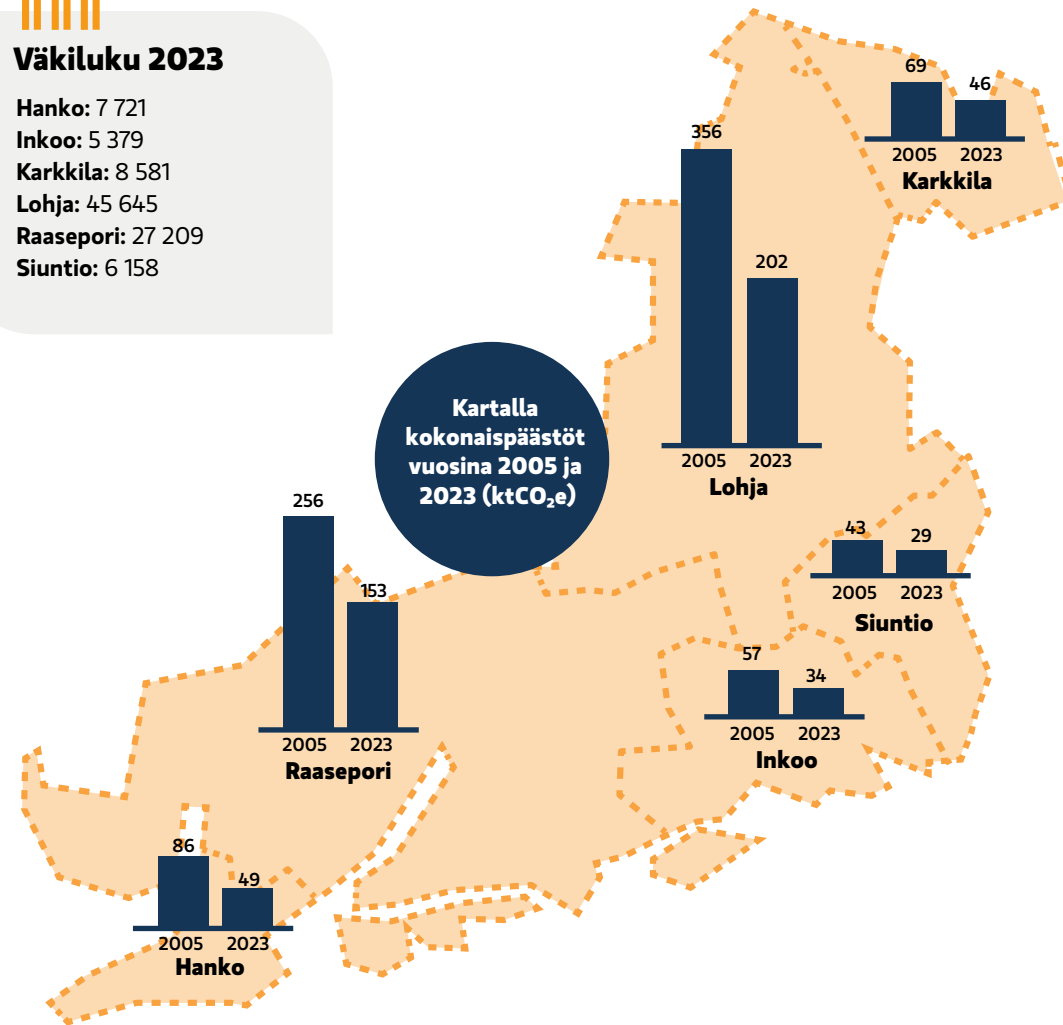 Väkiluku 2023
Hanko: 7 721
Inkoo: 5 379
Karkkila: 8 581
Lohja: 45 645
Raasepori: 27 209
Siuntio: 6 158
69
46
2005 2023
Karkkila
356
202
2005 2023
Lohja
Kartalla
kokonaispäästöt
vuosina 2005 ja
2023 (ktCO₂e)
256
153
2005 2023
Raasepori
43
29
2005 2023
Siuntio
57
34
2005 2023
Inkoo
86
49
2005 2023
Hanko